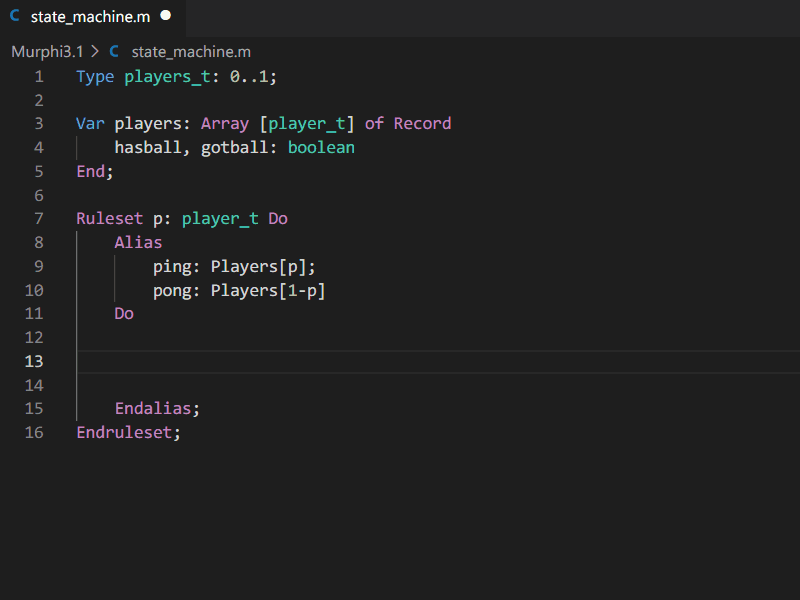 C state_machine.m
Murphi3.1 > C state_machine.m
1 Type players_t: 0..1;
2
3 Var players: Array [player_t] of Record
4 hasball, gotball: boolean
5 End;
6
7 Ruleset p: player_t Do
8 Alias
9 ping: Players[p];
10 pong: Players[1-p]
11 Do
12
13
14
15 Endalias;
16 Endruleset;